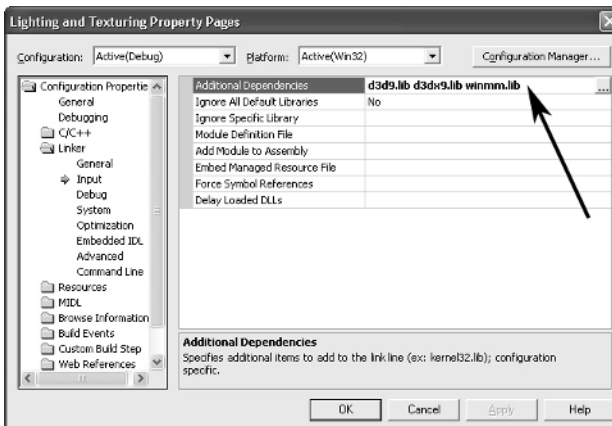 Lighting and Texturing Property Pages
Configuration: Active(Debug) Platform: Active(Win32) Configuration Manager...
Configuration Propertie
General
Debugging
C/C++
Linker
General
Input
Debug
System
Optimization
Embedded IDL
Advanced
Command Line
Resources
MIDL
Browse Information
Build Events
Custom Build Step
Web References
Additional Dependencies d3d9.lib d3dx9.lib winmm.lib ...
Ignore All Default Libraries No
Ignore Specific Library
Module Definition File
Add Module to Assembly
Embed Managed Resource File
Force Symbol References
Delay Loaded DLLs
Additional Dependencies
Specifies additional items to add to the link line (ex: kernel32.lib); configuration
specific.
OK Cancel Apply Help